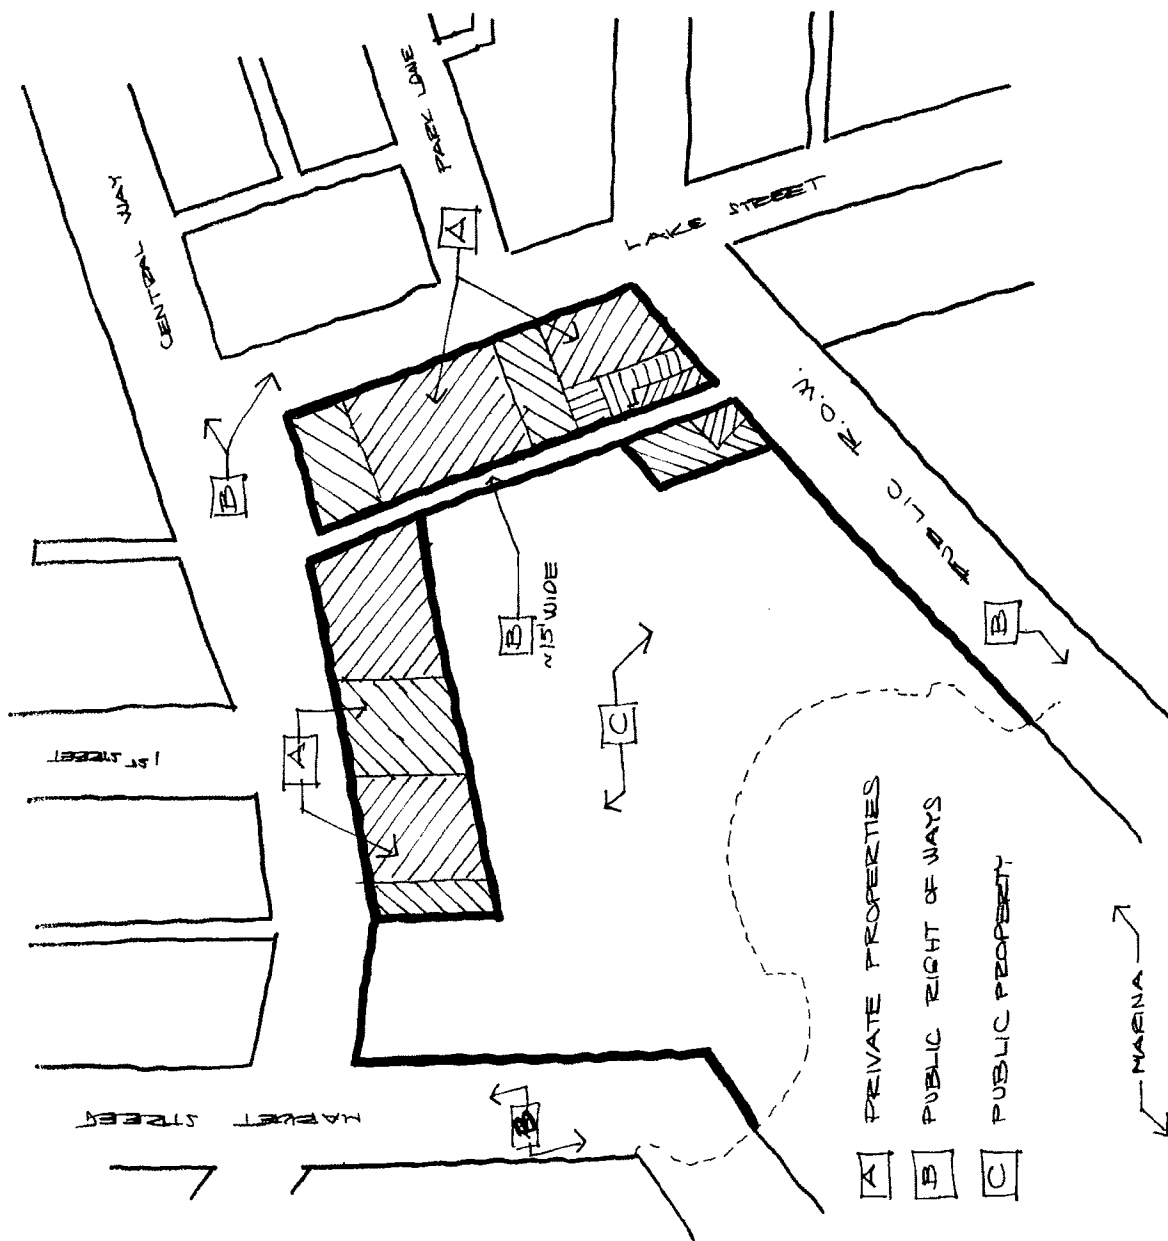 CENTRAL WAY
PARK LANE
LAKE STREET
A
B
A
B
~15' WIDE
C
1ST STREET
PUBLIC R.O.W.
B
MARKET STREET
B
A PRIVATE PROPERTIES
B PUBLIC RIGHT OF WAYS
C PUBLIC PROPERTY
MARINA